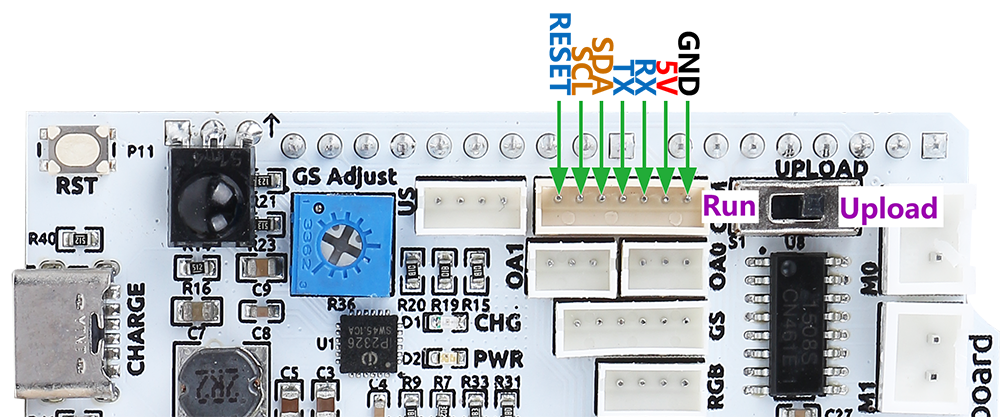 RESET
SCL
SDA
TX
RX
5V
GND
P11
RST
GS Adjust
UPLOAD
Run
Upload
US
R21
R23
R40
S1
U8
R16
C9
OA1
OA0
M0
3362
R36
R20
R19
R15
C7
C8
CHARGE
D1
CHG
GS
U1
IP2326
D2
PWR
2R2
C5
C3
C4
R9
R7
R33
R31
RGB
M1
board